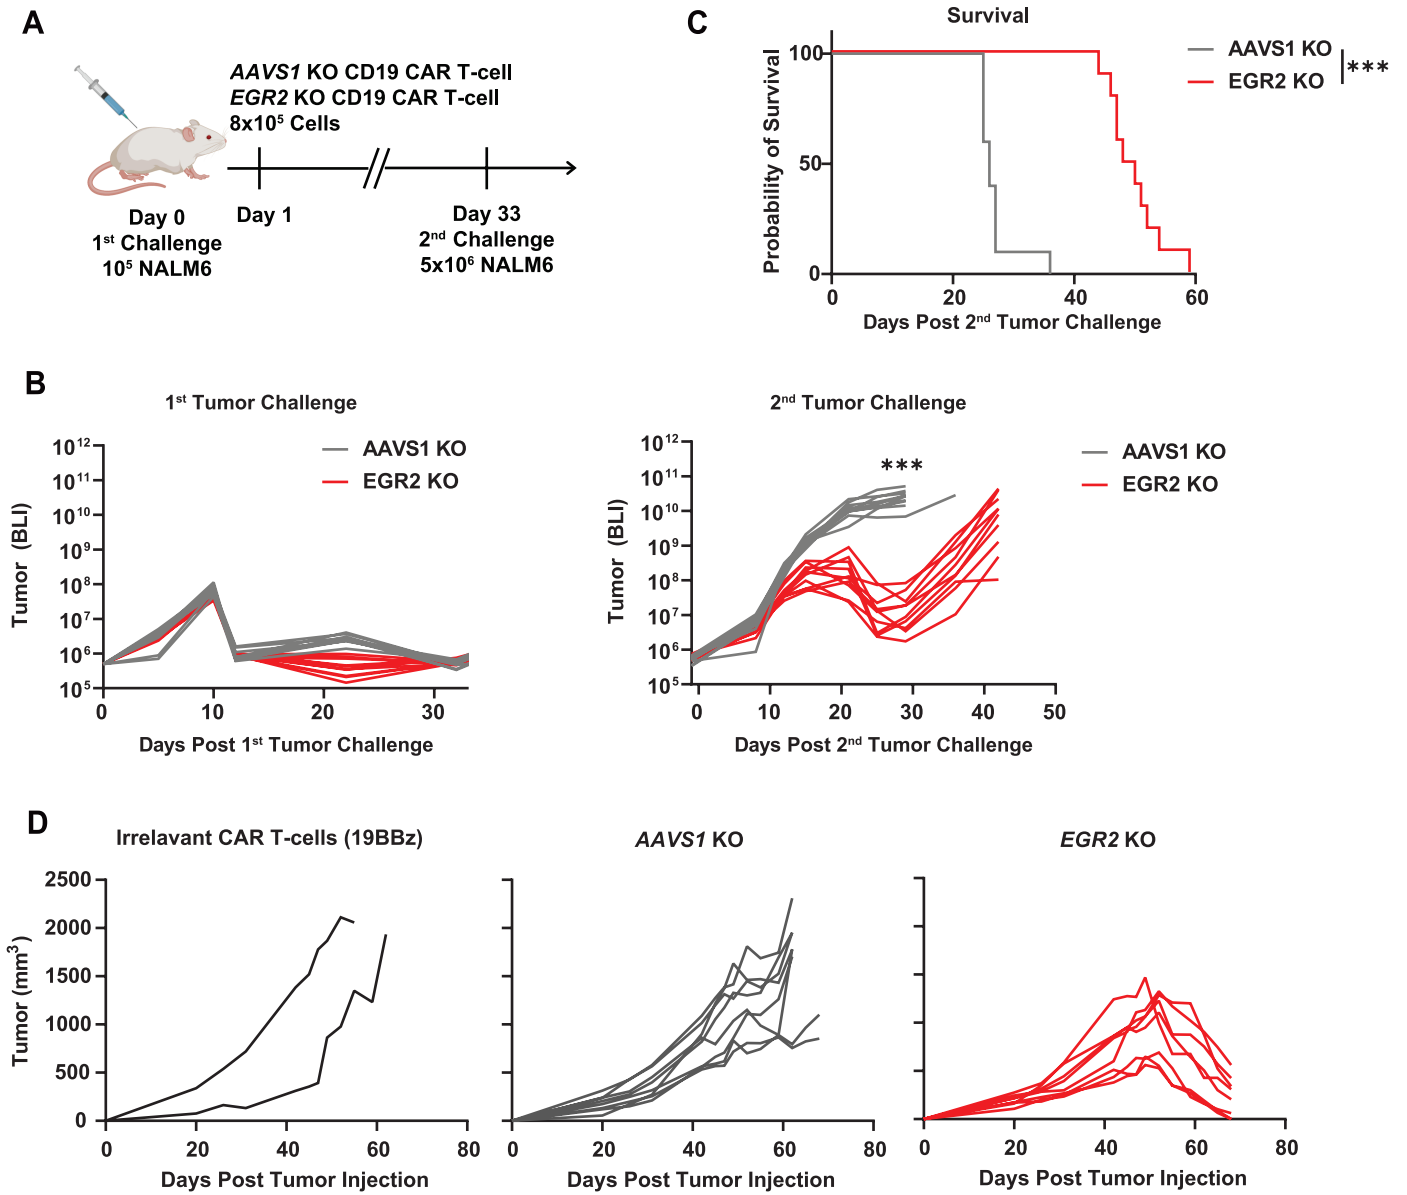 A
AAVS1 KO CD19 CAR T-cell
EGR2 KO CD19 CAR T-cell
8x10⁵ Cells
Day 0
1ˢᵗ Challenge
10⁵ NALM6
Day 1
Day 33
2ⁿᵈ Challenge
5x10⁶ NALM6
C
Survival
Probability of Survival
100
50
0
0 20 40 60
Days Post 2ⁿᵈ Tumor Challenge
AAVS1 KO
EGR2 KO
***
B
1ˢᵗ Tumor Challenge
Tumor (BLI)
10¹²
10¹¹
10¹⁰
10⁹
10⁸
10⁷
10⁶
10⁵
0 10 20 30
Days Post 1ˢᵗ Tumor Challenge
AAVS1 KO
EGR2 KO
2ⁿᵈ Tumor Challenge
Tumor (BLI)
10¹²
10¹¹
10¹⁰
10⁹
10⁸
10⁷
10⁶
10⁵
0 10 20 30 40 50
Days Post 2ⁿᵈ Tumor Challenge
***
AAVS1 KO
EGR2 KO
D
Irrelavant CAR T-cells (19BBz)
Tumor (mm³)
2500
2000
1500
1000
500
0
0 20 40 60 80
Days Post Tumor Injection
AAVS1 KO
0 20 40 60 80
Days Post Tumor Injection
EGR2 KO
0 20 40 60 80
Days Post Tumor Injection